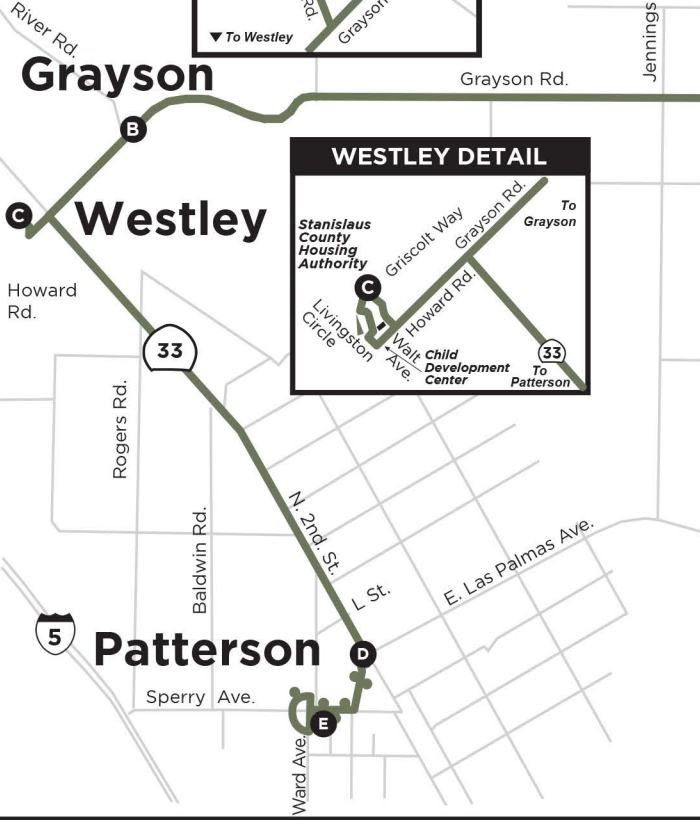 River Rd.
Rd.
▼ To Westley
Grayson
Jennings
Grayson
Grayson Rd.
B
WESTLEY DETAIL
C
Westley
Stanislaus
County
Housing
Authority
Griscolt Way
Grayson Rd.
To
Grayson
C
Howard Rd.
Livingston
Circle
Walt
Ave.
Child
Development
Center
33
To
Patterson
Howard
Rd.
33
Rogers Rd.
Baldwin Rd.
N. 2nd. St.
L St.
E. Las Palmas Ave.
5
Patterson
D
Sperry Ave.
E
Ward Ave.